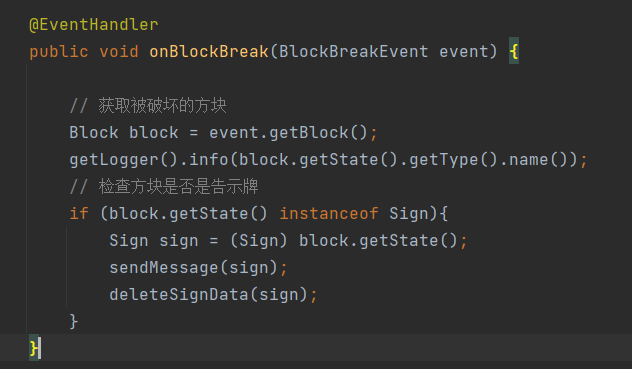 @EventHandler
public void onBlockBreak(BlockBreakEvent event) {
// 获取被破坏的方块
Block block = event.getBlock();
getLogger().info(block.getState().getType().name());
// 检查方块是否是告示牌
if (block.getState() instanceof Sign){
Sign sign = (Sign) block.getState();
sendMessage(sign);
deleteSignData(sign);
}
}